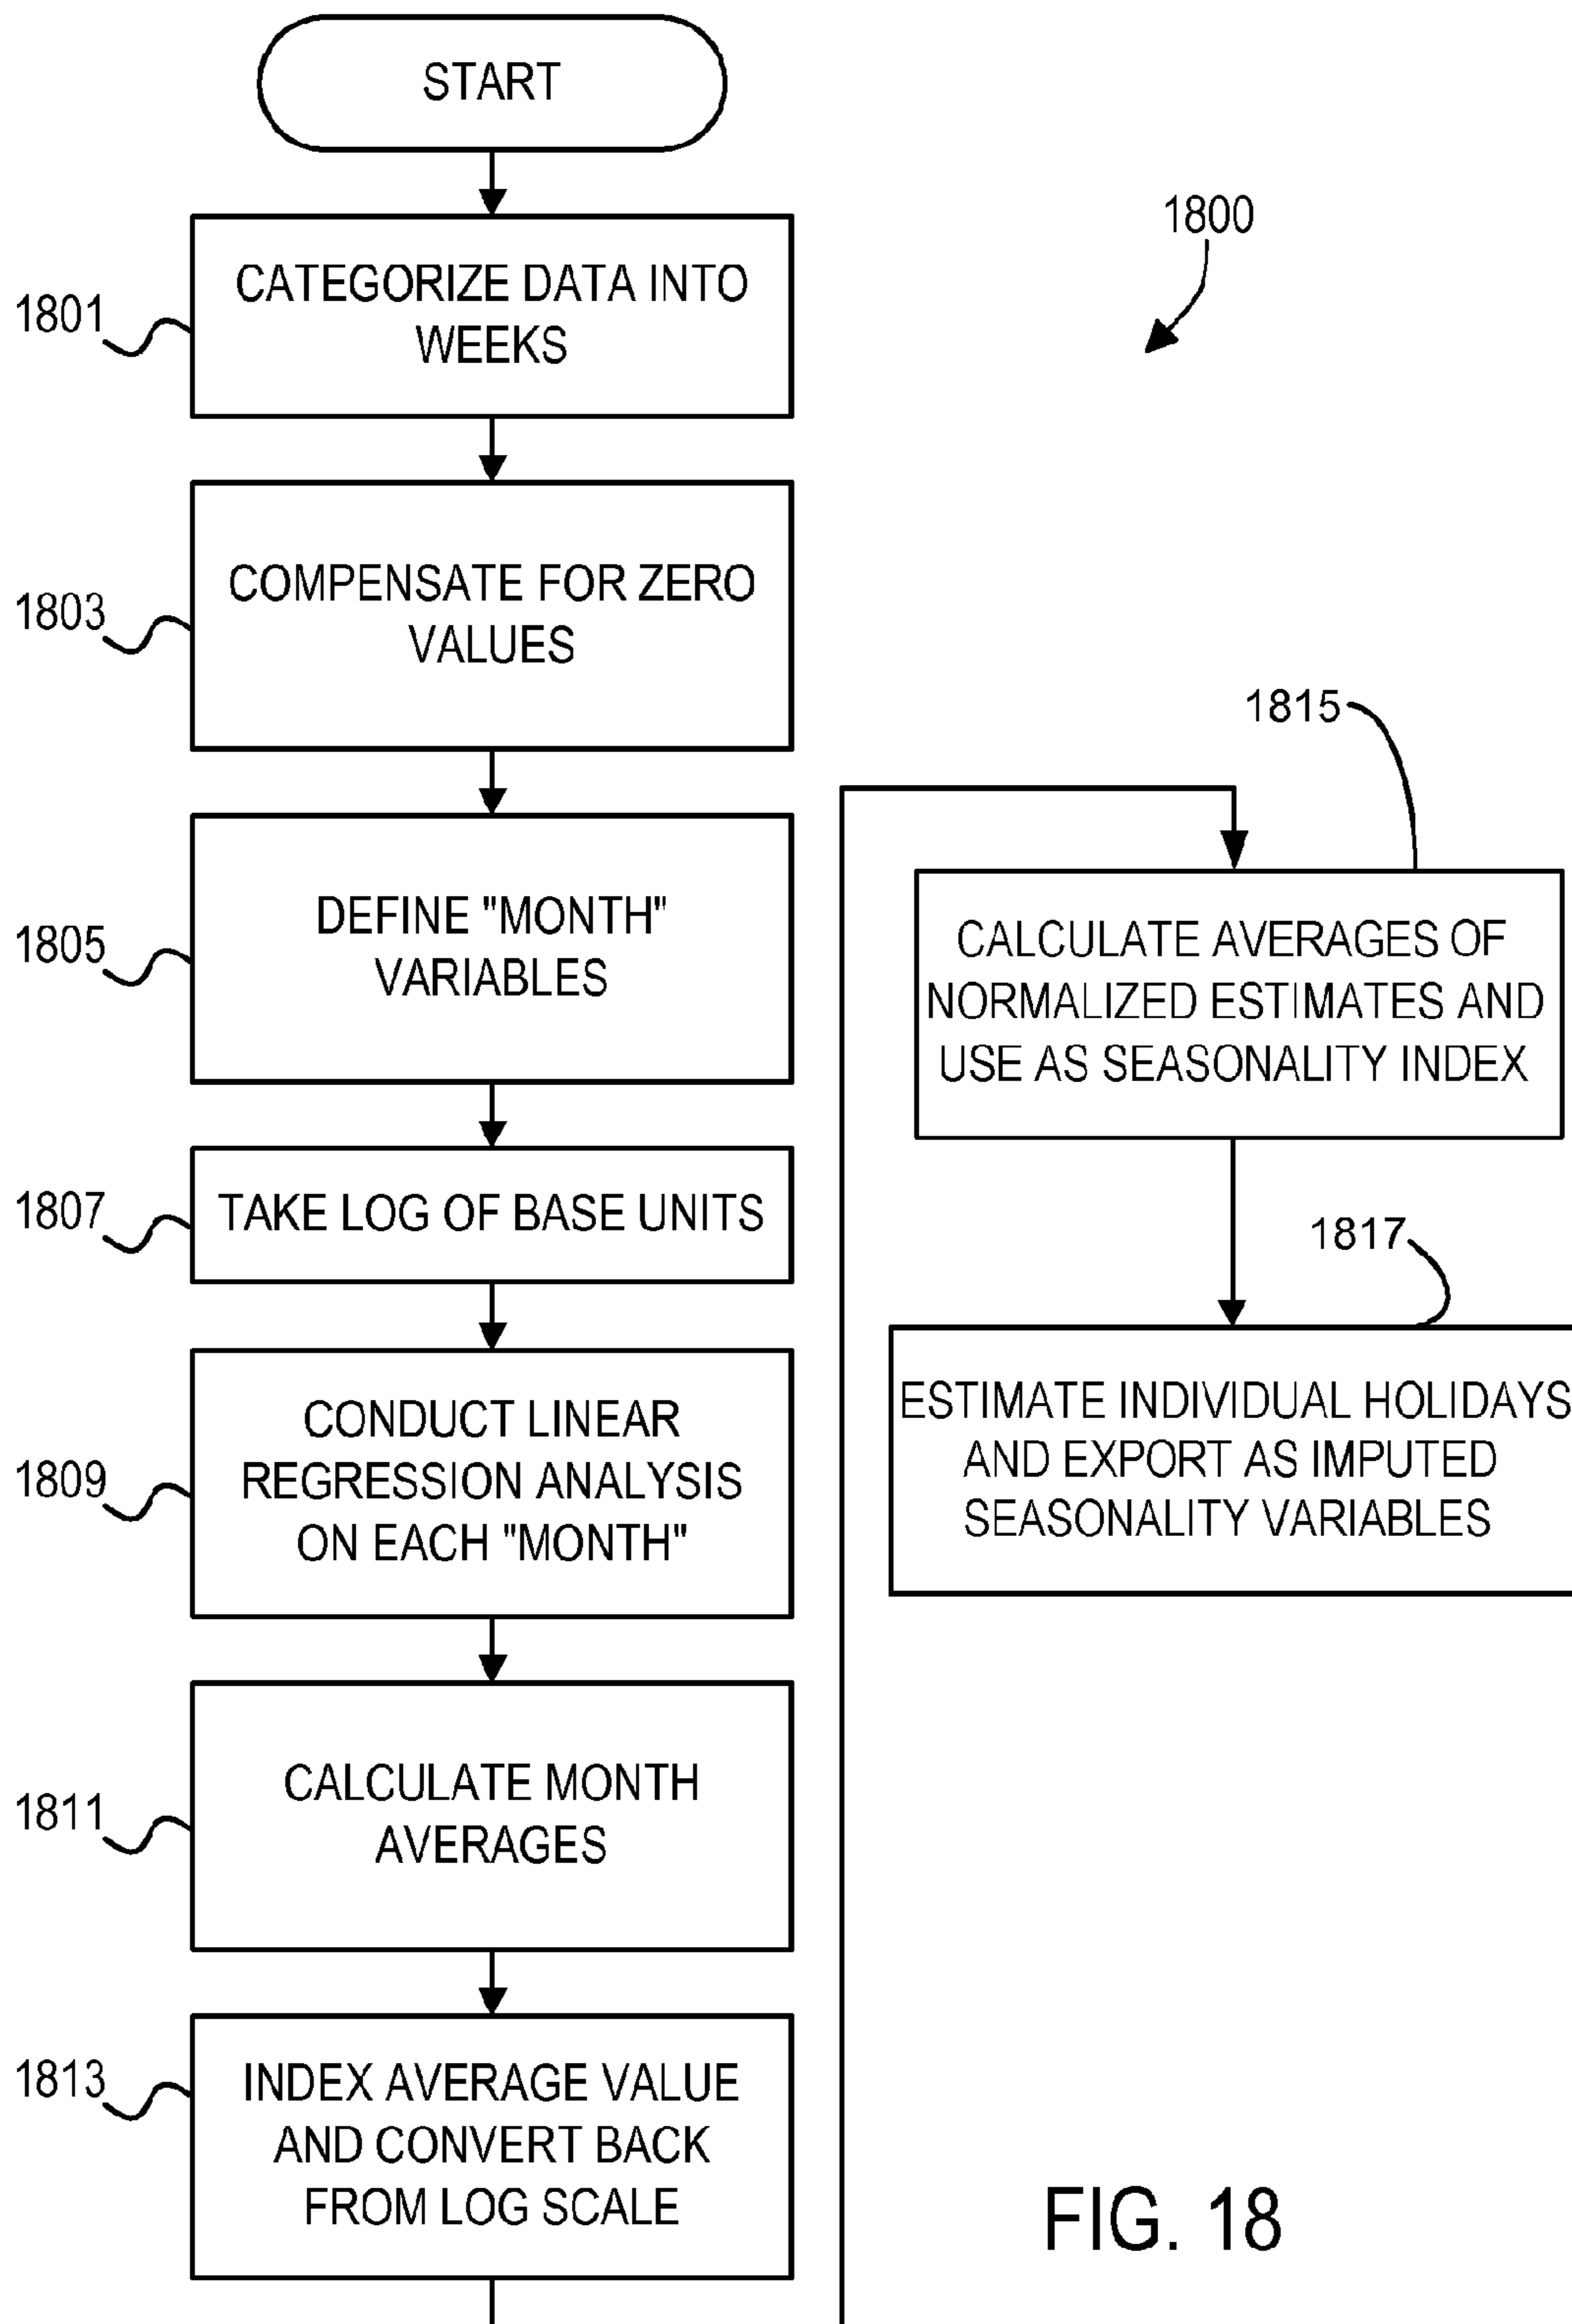 START
1800
1801
CATEGORIZE DATA INTO
WEEKS
1803
COMPENSATE FOR ZERO
VALUES
1805
DEFINE "MONTH"
VARIABLES
1807
TAKE LOG OF BASE UNITS
1809
CONDUCT LINEAR
REGRESSION ANALYSIS
ON EACH "MONTH"
1811
CALCULATE MONTH
AVERAGES
1813
INDEX AVERAGE VALUE
AND CONVERT BACK
FROM LOG SCALE
1815
CALCULATE AVERAGES OF
NORMALIZED ESTIMATES AND
USE AS SEASONALITY INDEX
1817
ESTIMATE INDIVIDUAL HOLIDAYS
AND EXPORT AS IMPUTED
SEASONALITY VARIABLES
FIG. 18